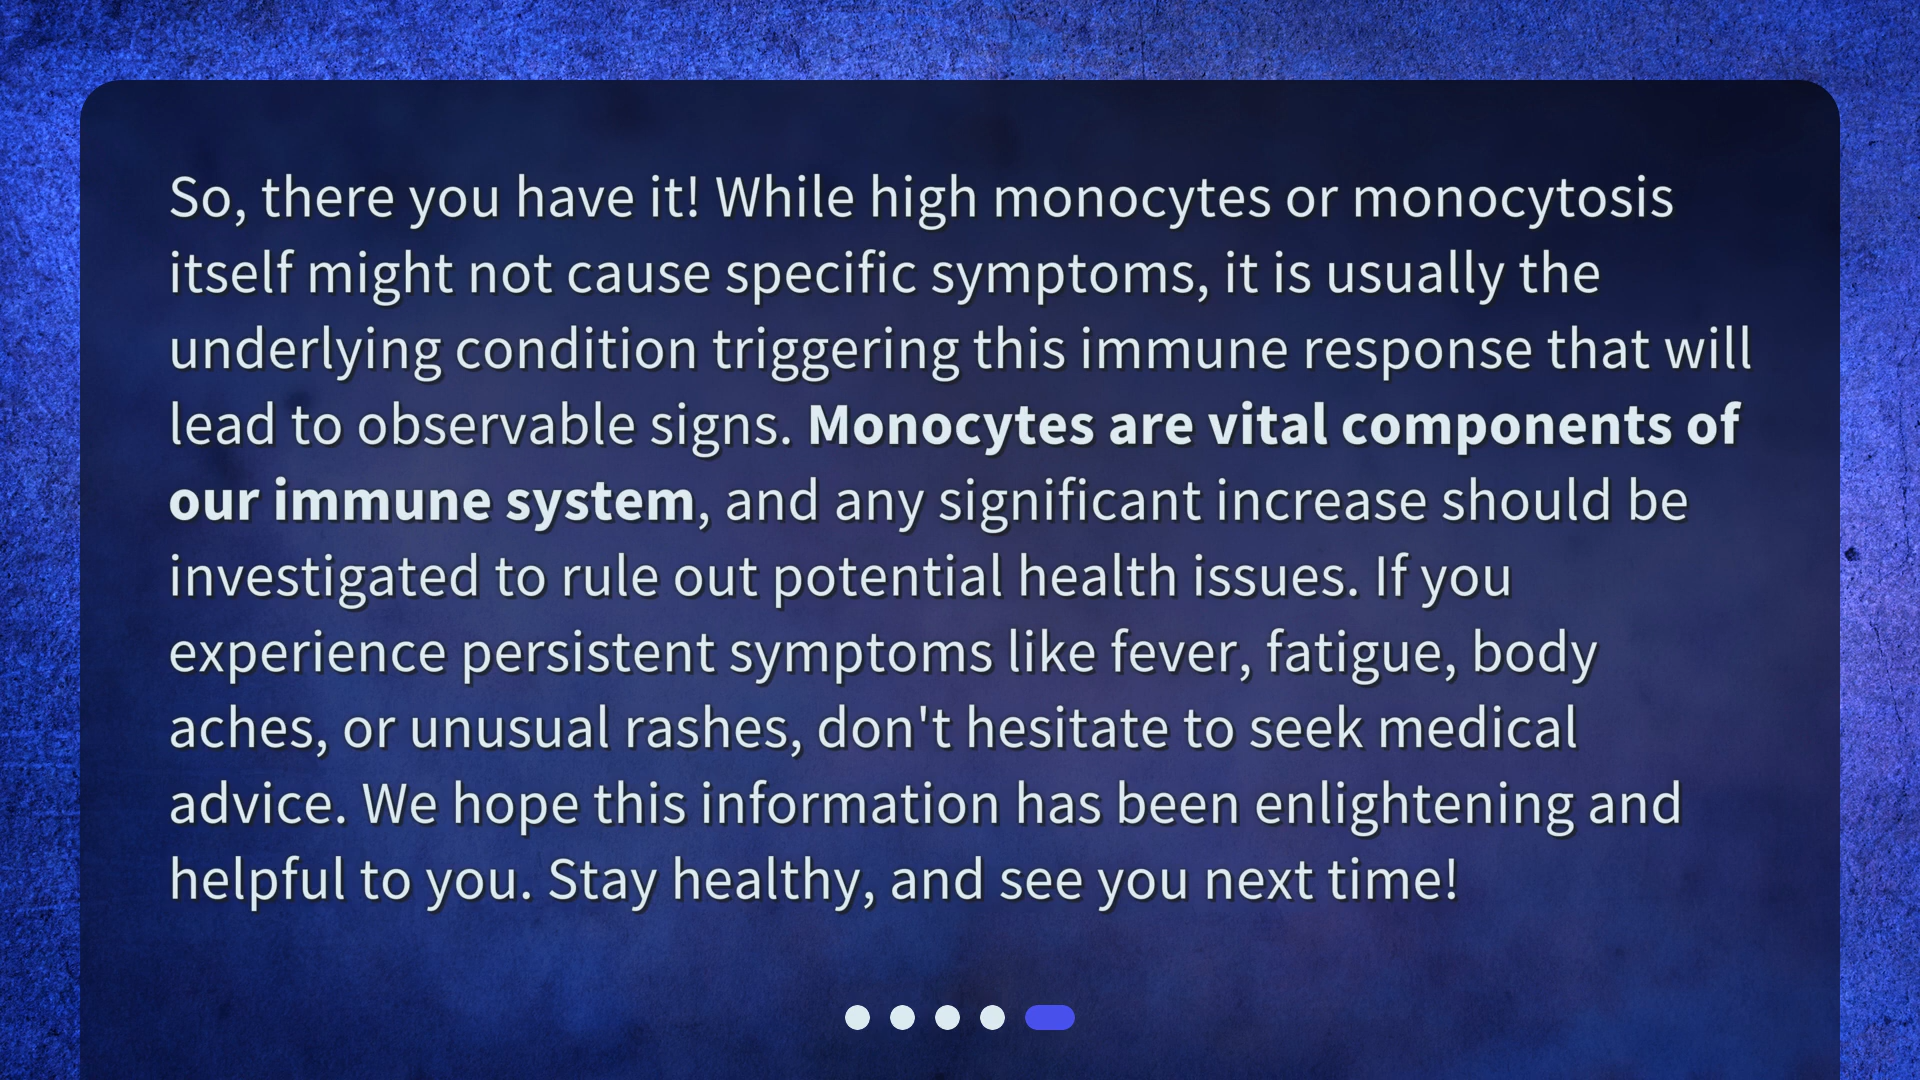 So, there you have it! While high monocytes or monocytosis
itself might not cause specific symptoms, it is usually the
underlying condition triggering this immune response that will
lead to observable signs. Monocytes are vital components of
our immune system, and any significant increase should be
investigated to rule out potential health issues. If you
experience persistent symptoms like fever, fatigue, body
aches, or unusual rashes, don't hesitate to seek medical
advice. We hope this information has been enlightening and
helpful to you. Stay healthy, and see you next time!